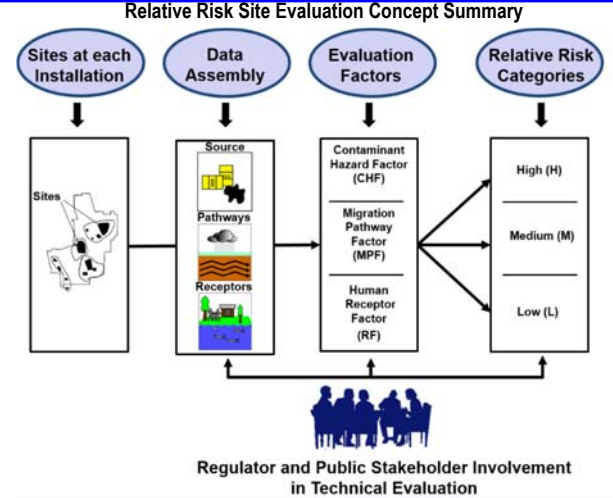 Relative Risk Site Evaluation Concept Summary
Sites at each
Installation
Data
Assembly
Evaluation
Factors
Relative Risk
Categories
Sites
Source
Pathways
Receptors
Contaminant
Hazard Factor
(CHF)
Migration
Pathway
Factor
(MPF)
Human
Receptor
Factor
(RF)
High (H)
Medium (M)
Low (L)
Regulator and Public Stakeholder Involvement
in Technical Evaluation